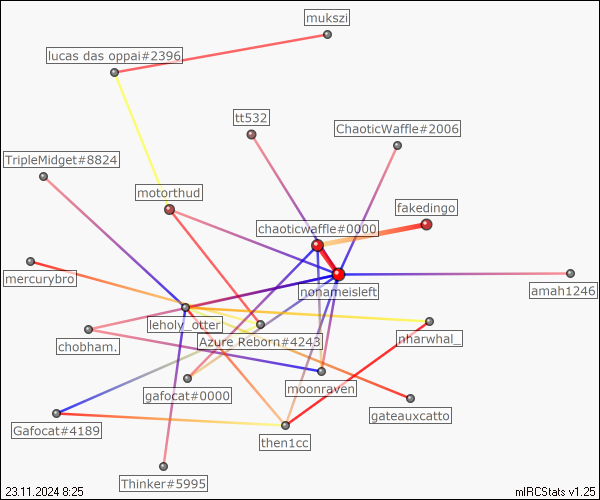 mukszi
lucas das oppai#2396
tt532
ChaoticWaffle#2006
TripleMidget#8824
motorthud
fakedingo
chaoticwaffle#0000
mercurybro
nonameisleft
amah1246
leholy_otter
chobham.
Azure Reborn#4243
nharwhal_
moonraven
gafocat#0000
gateauxcatto
Gafocat#4189
then1cc
Thinker#5995
23.11.2024 8:25
mIRCStats v1.25